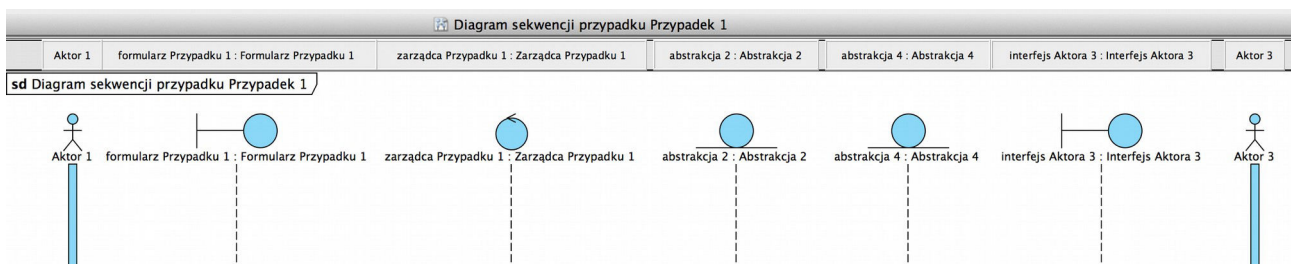 Diagram sekwencji przypadku Przypadek 1
Aktor 1 formularz Przypadku 1 : Formularz Przypadku 1 zarządca Przypadku 1 : Zarządca Przypadku 1 abstrakcja 2 : Abstrakcja 2 abstrakcja 4 : Abstrakcja 4 interfejs Aktora 3 : Interfejs Aktora 3 Aktor 3
sd Diagram sekwencji przypadku Przypadek 1
Aktor 1 formularz Przypadku 1 : Formularz Przypadku 1 zarządca Przypadku 1 : Zarządca Przypadku 1 abstrakcja 2 : Abstrakcja 2 abstrakcja 4 : Abstrakcja 4 interfejs Aktora 3 : Interfejs Aktora 3 Aktor 3